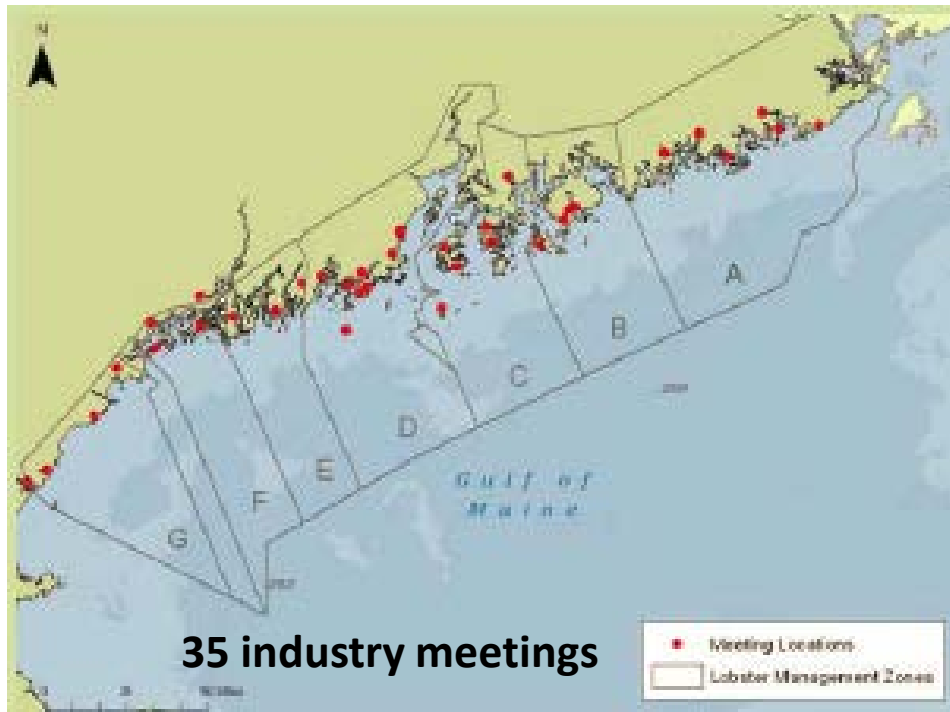 N
A
B
C
D
E
F
G
Gulf of
Maine
35 industry meetings
Meeting Locations
Lobster Management Zones